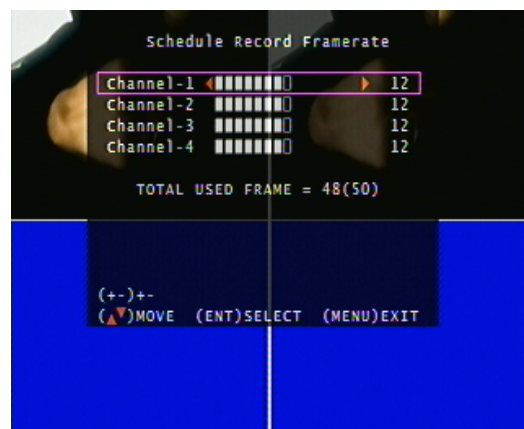 Schedule Record Framerate
Channel-1 12
Channel-2 12
Channel-3 12
Channel-4 12
TOTAL USED FRAME = 48(50)
(+-)+-
(▲▼)MOVE (ENT)SELECT (MENU)EXIT